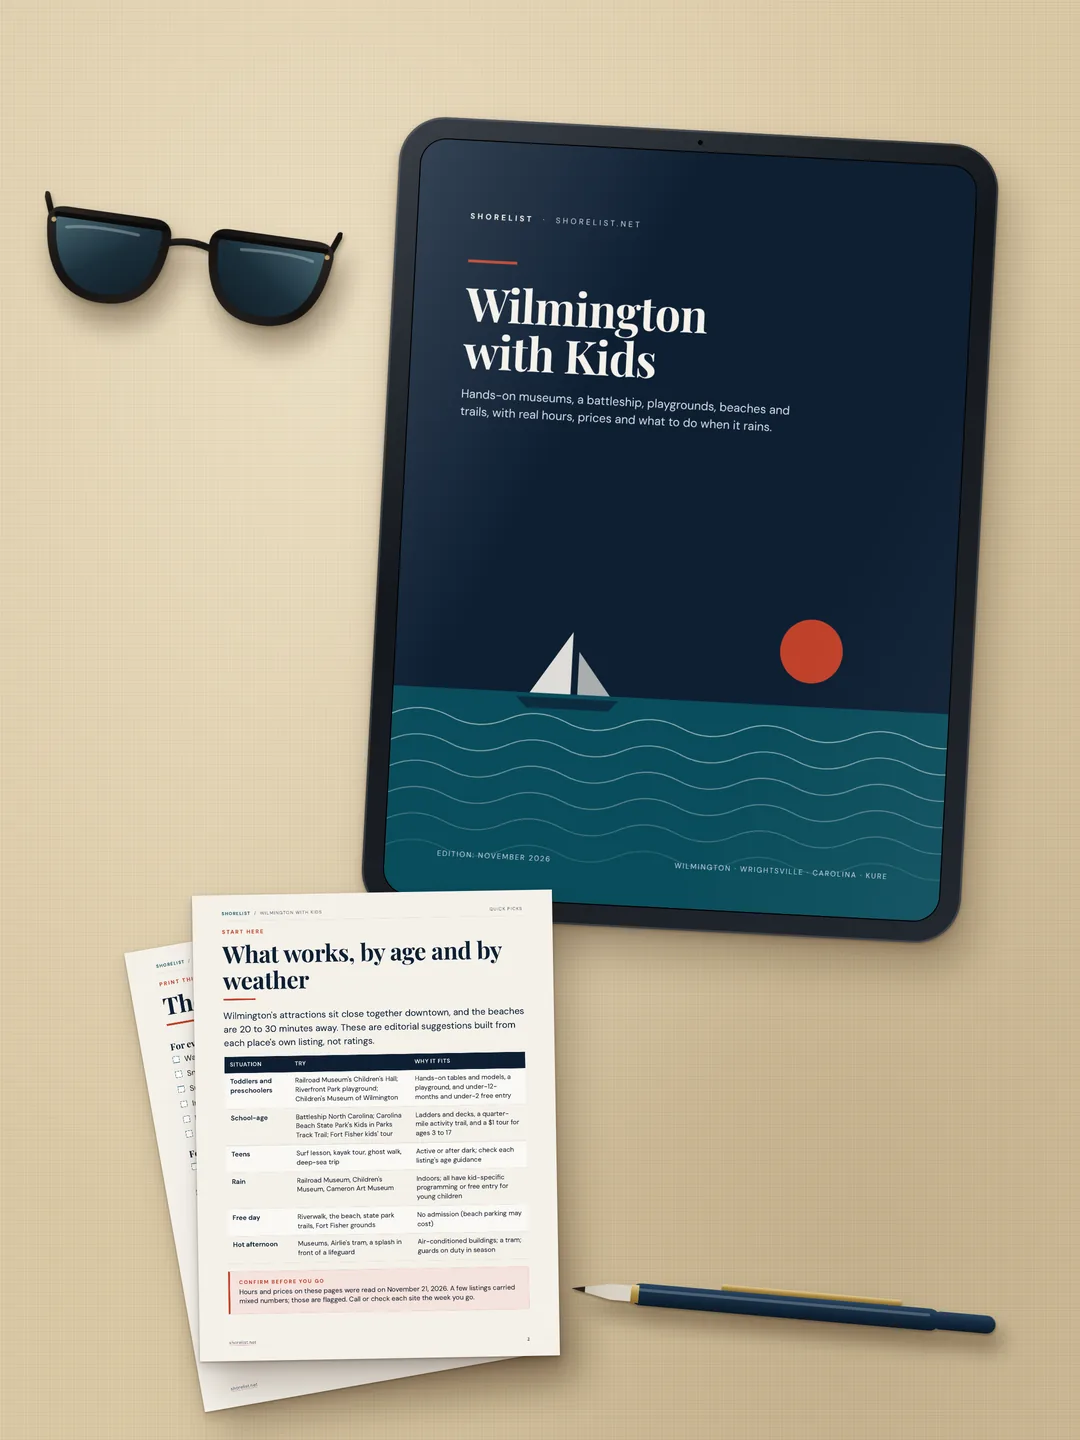 SHORELIST · SHORELIST.NET
Wilmington
with Kids
Hands-on museums, a battleship, playgrounds, beaches and
trails, with real hours, prices and what to do when it rains.
EDITION: NOVEMBER 2026
WILMINGTON · WRIGHTSVILLE · CAROLINA · KURE
SHORELIST / WILMINGTON WITH KIDS
QUICK PICKS
START HERE
What works, by age and by
weather
Wilmington's attractions sit close together downtown, and the beaches
are 20 to 30 minutes away. These are editorial suggestions built from
each place's own listing, not ratings.
SITUATION TRY WHY IT FITS
Toddlers and
preschoolers
Railroad Museum's Children's Hall;
Riverfront Park playground;
Children's Museum of Wilmington
Hands-on tables and models, a
playground, and under-12-
months and under-2 free entry
School-age
Battleship North Carolina; Carolina
Beach State Park's Kids in Parks
Track Trail; Fort Fisher kids' tour
Ladders and decks, a quarter-
mile activity trail, and a $1 tour for
ages 3 to 17
Teens
Surf lesson, kayak tour, ghost walk,
deep-sea trip
Active or after dark; check each
listing's age guidance
Rain
Railroad Museum, Children's
Museum, Cameron Art Museum
Indoors; all have kid-specific
programming or free entry for
young children
Free day
Riverwalk, the beach, state park
trails, Fort Fisher grounds
No admission (beach parking may
cost)
Hot afternoon
Museums, Airlie's tram, a splash in
front of a lifeguard
Air-conditioned buildings; a tram;
guards on duty in season
CONFIRM BEFORE YOU GO
Hours and prices on these pages were read on November 21, 2026. A few listings carried
mixed numbers; those are flagged. Call or check each site the week you go.
shorelist.net
2
SHORELIST /
PRINT TH
Th
For ev
shorelist.net